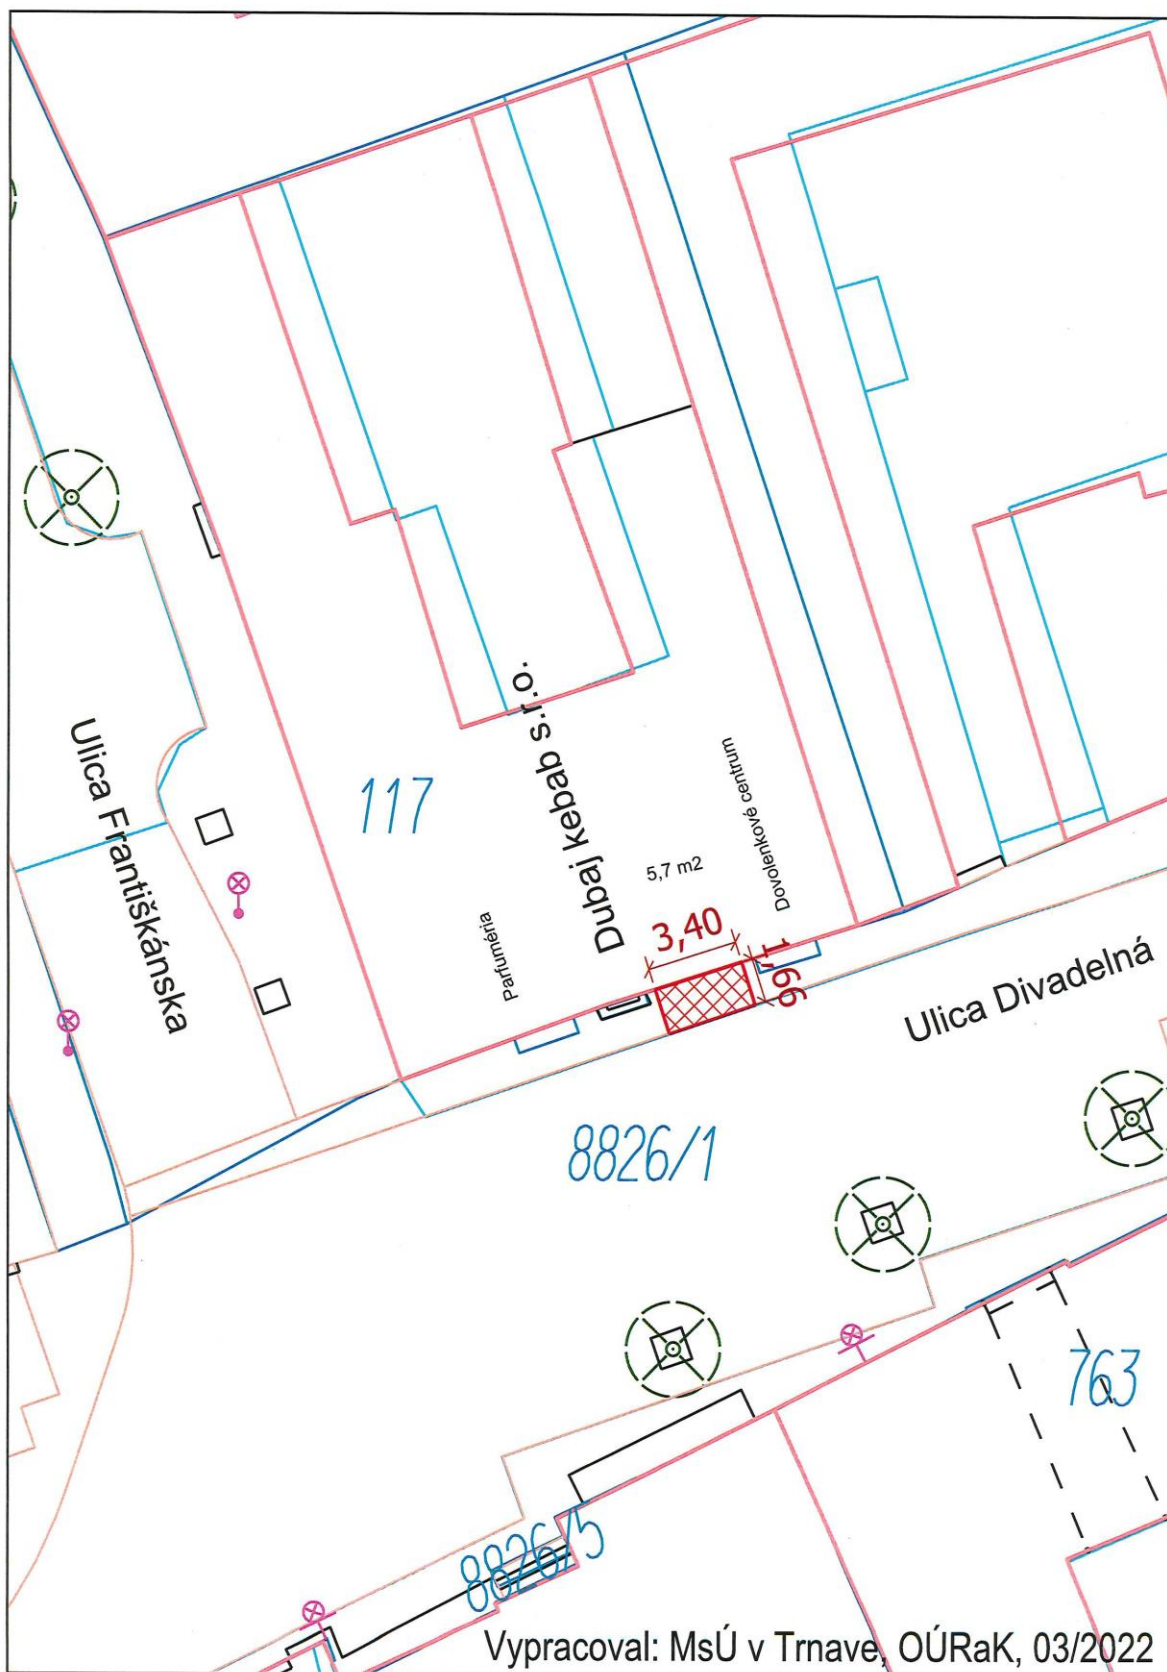 Ulica Františkánska
117
Dubaj kebab s.r.o.
Dovolenkové centrum
5,7 m2
Parfuméria
3,40
1,66
Ulica Divadelná
8826/1
763
8826/5
Vypracoval: MsÚ v Trnave, OÚRaK, 03/2022